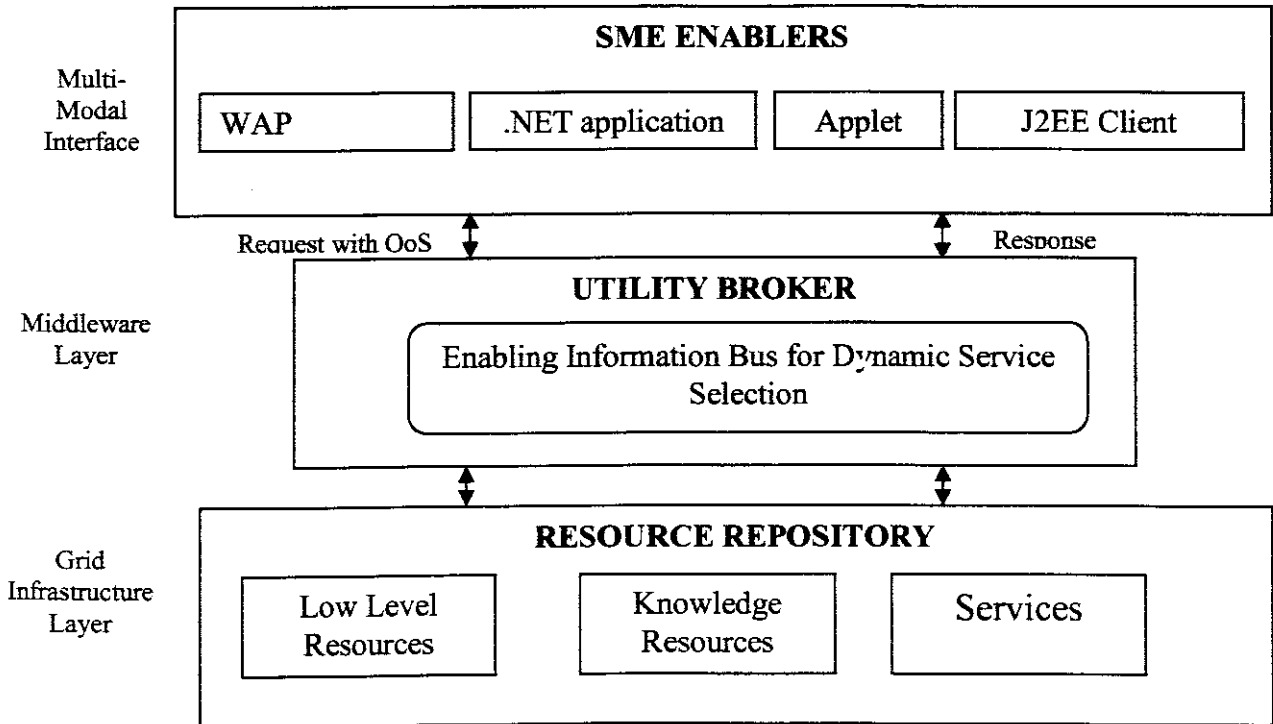 SME ENABLERS
Multi-
Modal
Interface
WAP
.NET application
Applet
J2EE Client
Request with QoS
Response
UTILITY BROKER
Middleware
Layer
Enabling Information Bus for Dynamic Service
Selection
RESOURCE REPOSITORY
Grid
Infrastructure
Layer
Low Level
Resources
Knowledge
Resources
Services